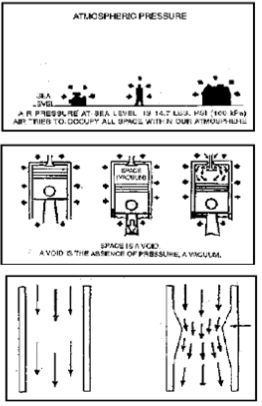 ATMOSPHERIC PRESSURE
SEA
LEVEL
AIR PRESSURE AT SEA LEVEL IS 14.7 LBS. PSI (100 kPa)
AIR TRIES TO OCCUPY ALL SPACE WITHIN OUR ATMOSPHERE
SPACE
(VACUUM)
SPACE IS A VOID.
A VOID IS THE ABSENCE OF PRESSURE, A VACUUM.